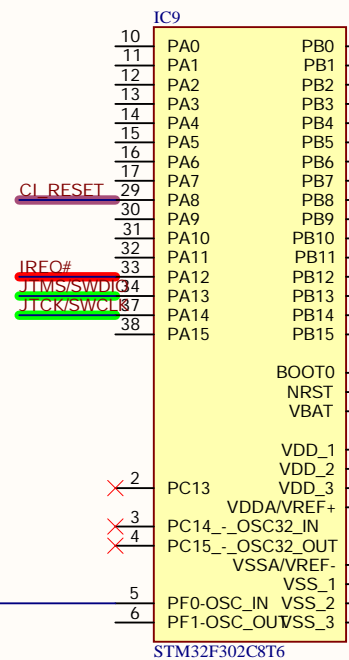 IC9
10 PA0 PB0
11 PA1 PB1
12 PA2 PB2
13 PA3 PB3
14 PA4 PB4
15 PA5 PB5
16 PA6 PB6
17 PA7 PB7
CI_RESET 29 PA8 PB8
30 PA9 PB9
31 PA10 PB10
32 PA11 PB11
IREQ# 33 PA12 PB12
JTMS/SWDIO 34 PA13 PB13
JTCK/SWCLK 37 PA14 PB14
38 PA15 PB15
BOOT0
NRST
VBAT
VDD_1
VDD_2
2 PC13 VDD_3
VDDA/VREF+
3 PC14_-_OSC32_IN
4 PC15_-_OSC32_OUT
VSSA/VREF-
VSS_1
5 PF0-OSC_IN VSS_2
6 PF1-OSC_OUT VSS_3
STM32F302C8T6